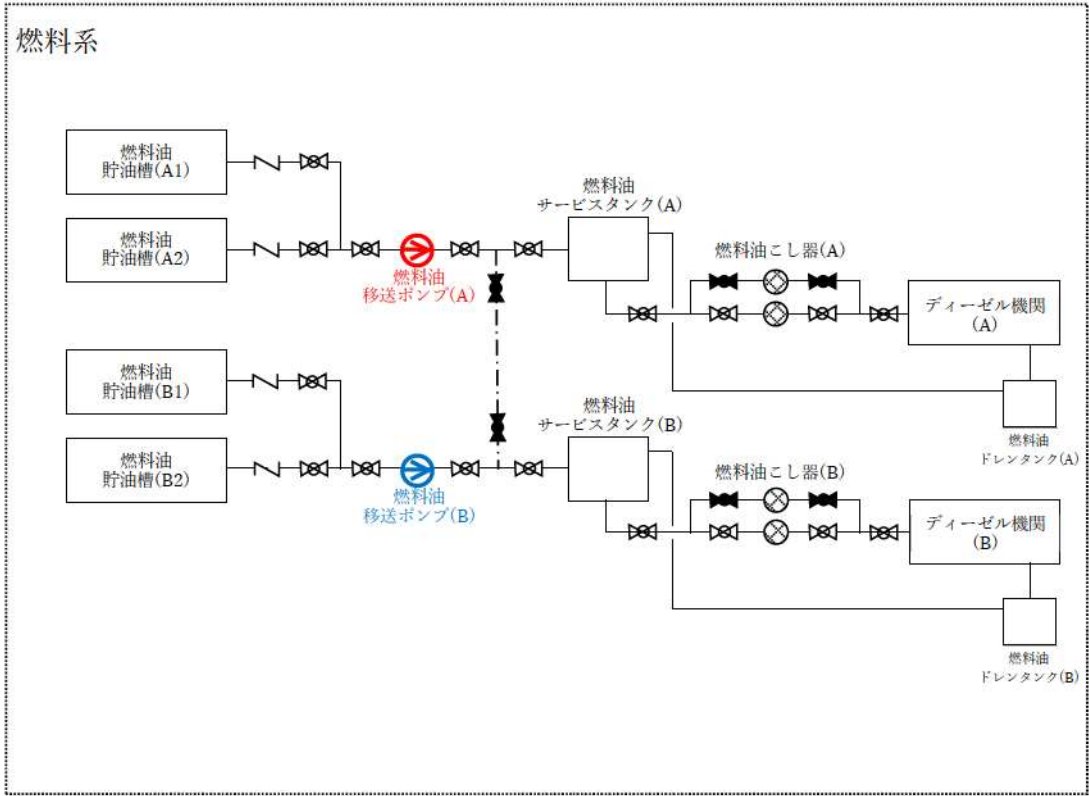 燃料系
燃料油
貯油槽(A1)
燃料油
貯油槽(A2)
燃料油
移送ポンプ(A)
燃料油
サービスタンク(A)
燃料油こし器(A)
ディーゼル機関
(A)
燃料油
ドレンタンク(A)
燃料油
貯油槽(B1)
燃料油
貯油槽(B2)
燃料油
移送ポンプ(B)
燃料油
サービスタンク(B)
燃料油こし器(B)
ディーゼル機関
(B)
燃料油
ドレンタンク(B)